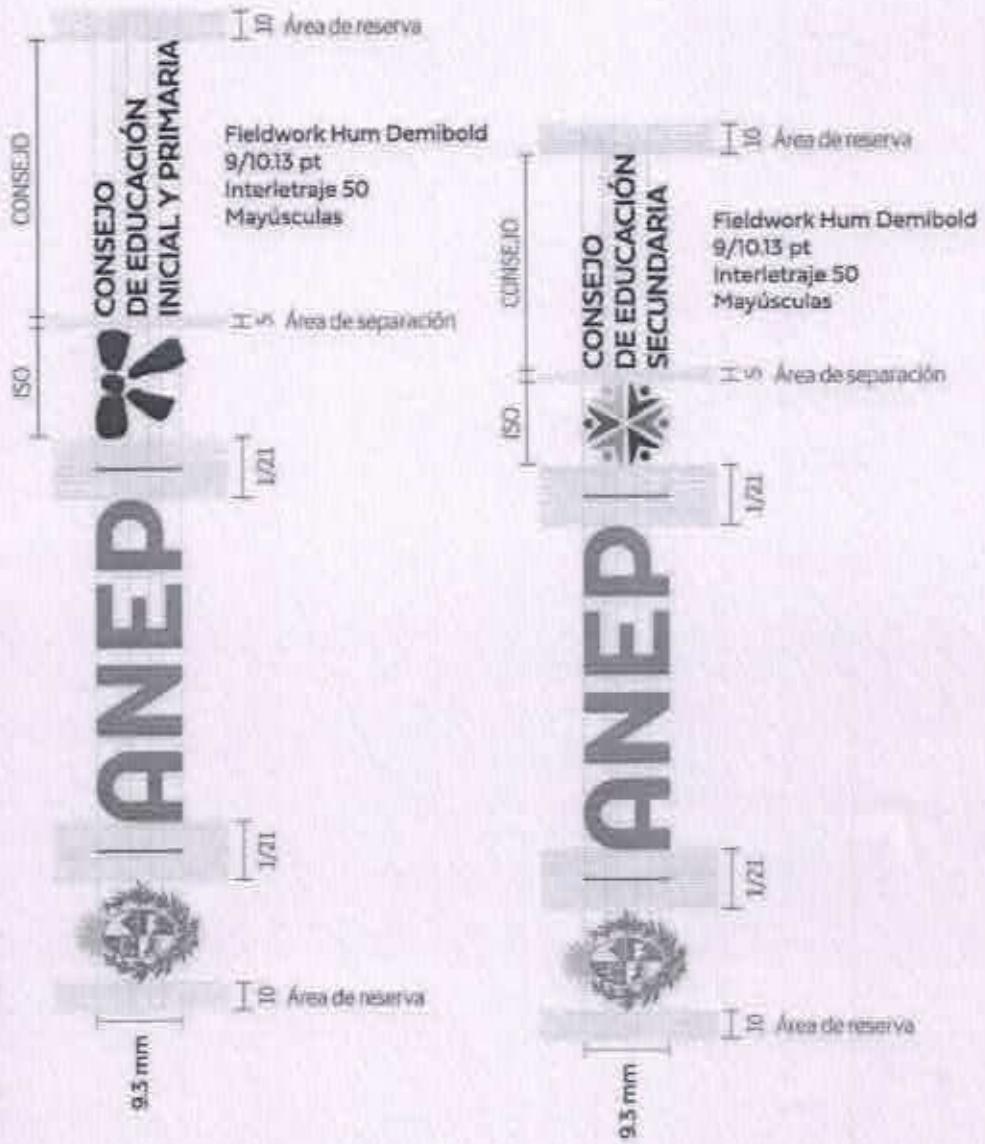 CONSEJO
ISO
10 Área de reserva
CONSEJO
DE EDUCACIÓN
INICIAL Y PRIMARIA
Fieldwork Hum Demibold
9/10.13 pt
Interletraje 50
Mayúsculas
5 Área de separación
1/21
ANEP
1/21
10 Área de reserva
9.3 mm
CONSEJO
ISO
10 Área de reserva
CONSEJO
DE EDUCACIÓN
SECUNDARIA
Fieldwork Hum Demibold
9/10.13 pt
Interletraje 50
Mayúsculas
5 Área de separación
1/21
ANEP
1/21
10 Área de reserva
9.3 mm